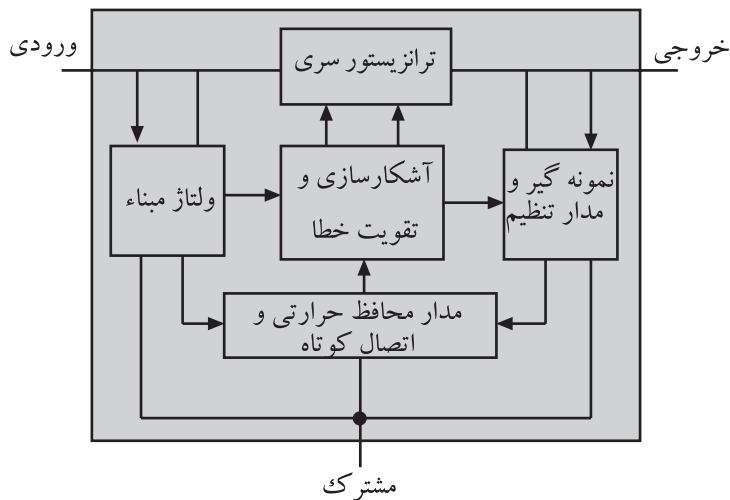 ورودی
خروجی
ترانزیستور سری
ولتاژ مبناء
آشکارسازی و
تقویت خطا
نمونه گیر و
مدار تنظیم
مدار محافظ حرارتی و
اتصال کوتاه
مشترک